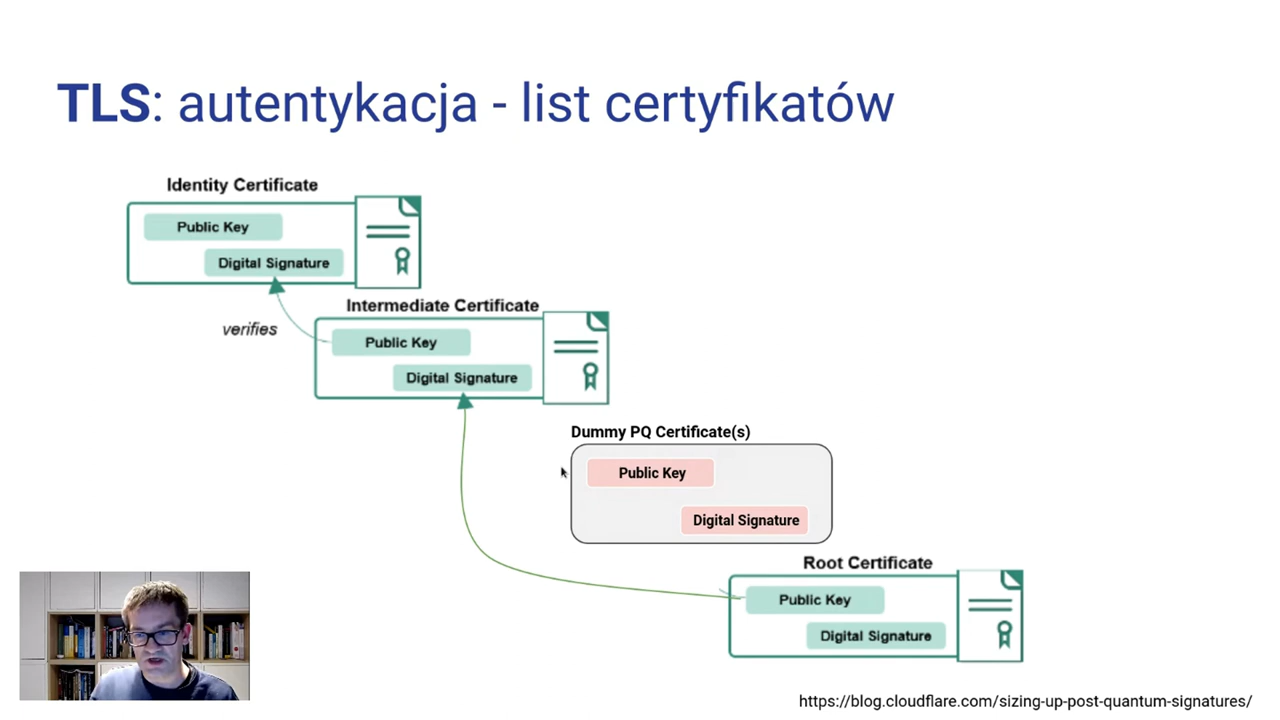 TLS: autentykacja - list certyfikatów
Identity Certificate
Public Key
Digital Signature
verifies
Intermediate Certificate
Public Key
Digital Signature
Dummy PQ Certificate(s)
Public Key
Digital Signature
Root Certificate
Public Key
Digital Signature
https://blog.cloudflare.com/sizing-up-post-quantum-signatures/